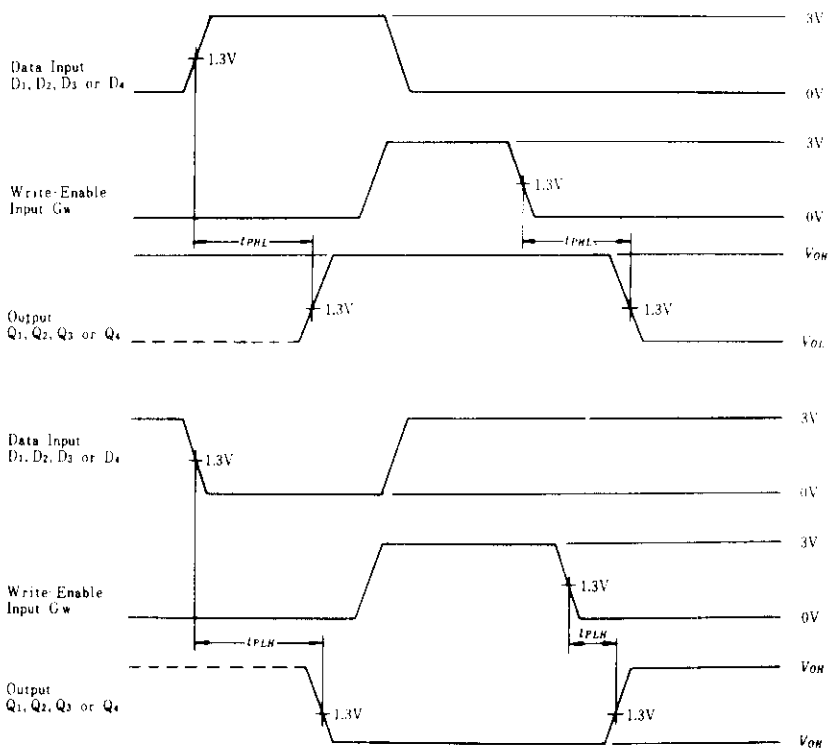 3V
1.3V
Data Input
D1, D2, D3 or D4
0V
3V
1.3V
Write-Enable
Input Gw
0V
tPHL
tPHL
VOH
1.3V
1.3V
Output
Q1, Q2, Q3 or Q4
VOL
3V
Data Input
D1, D2, D3 or D4
1.3V
0V
3V
1.3V
Write-Enable
Input Gw
0V
tPLH
tPLH
VOH
Output
Q1, Q2, Q3 or Q4
1.3V
1.3V
VOH